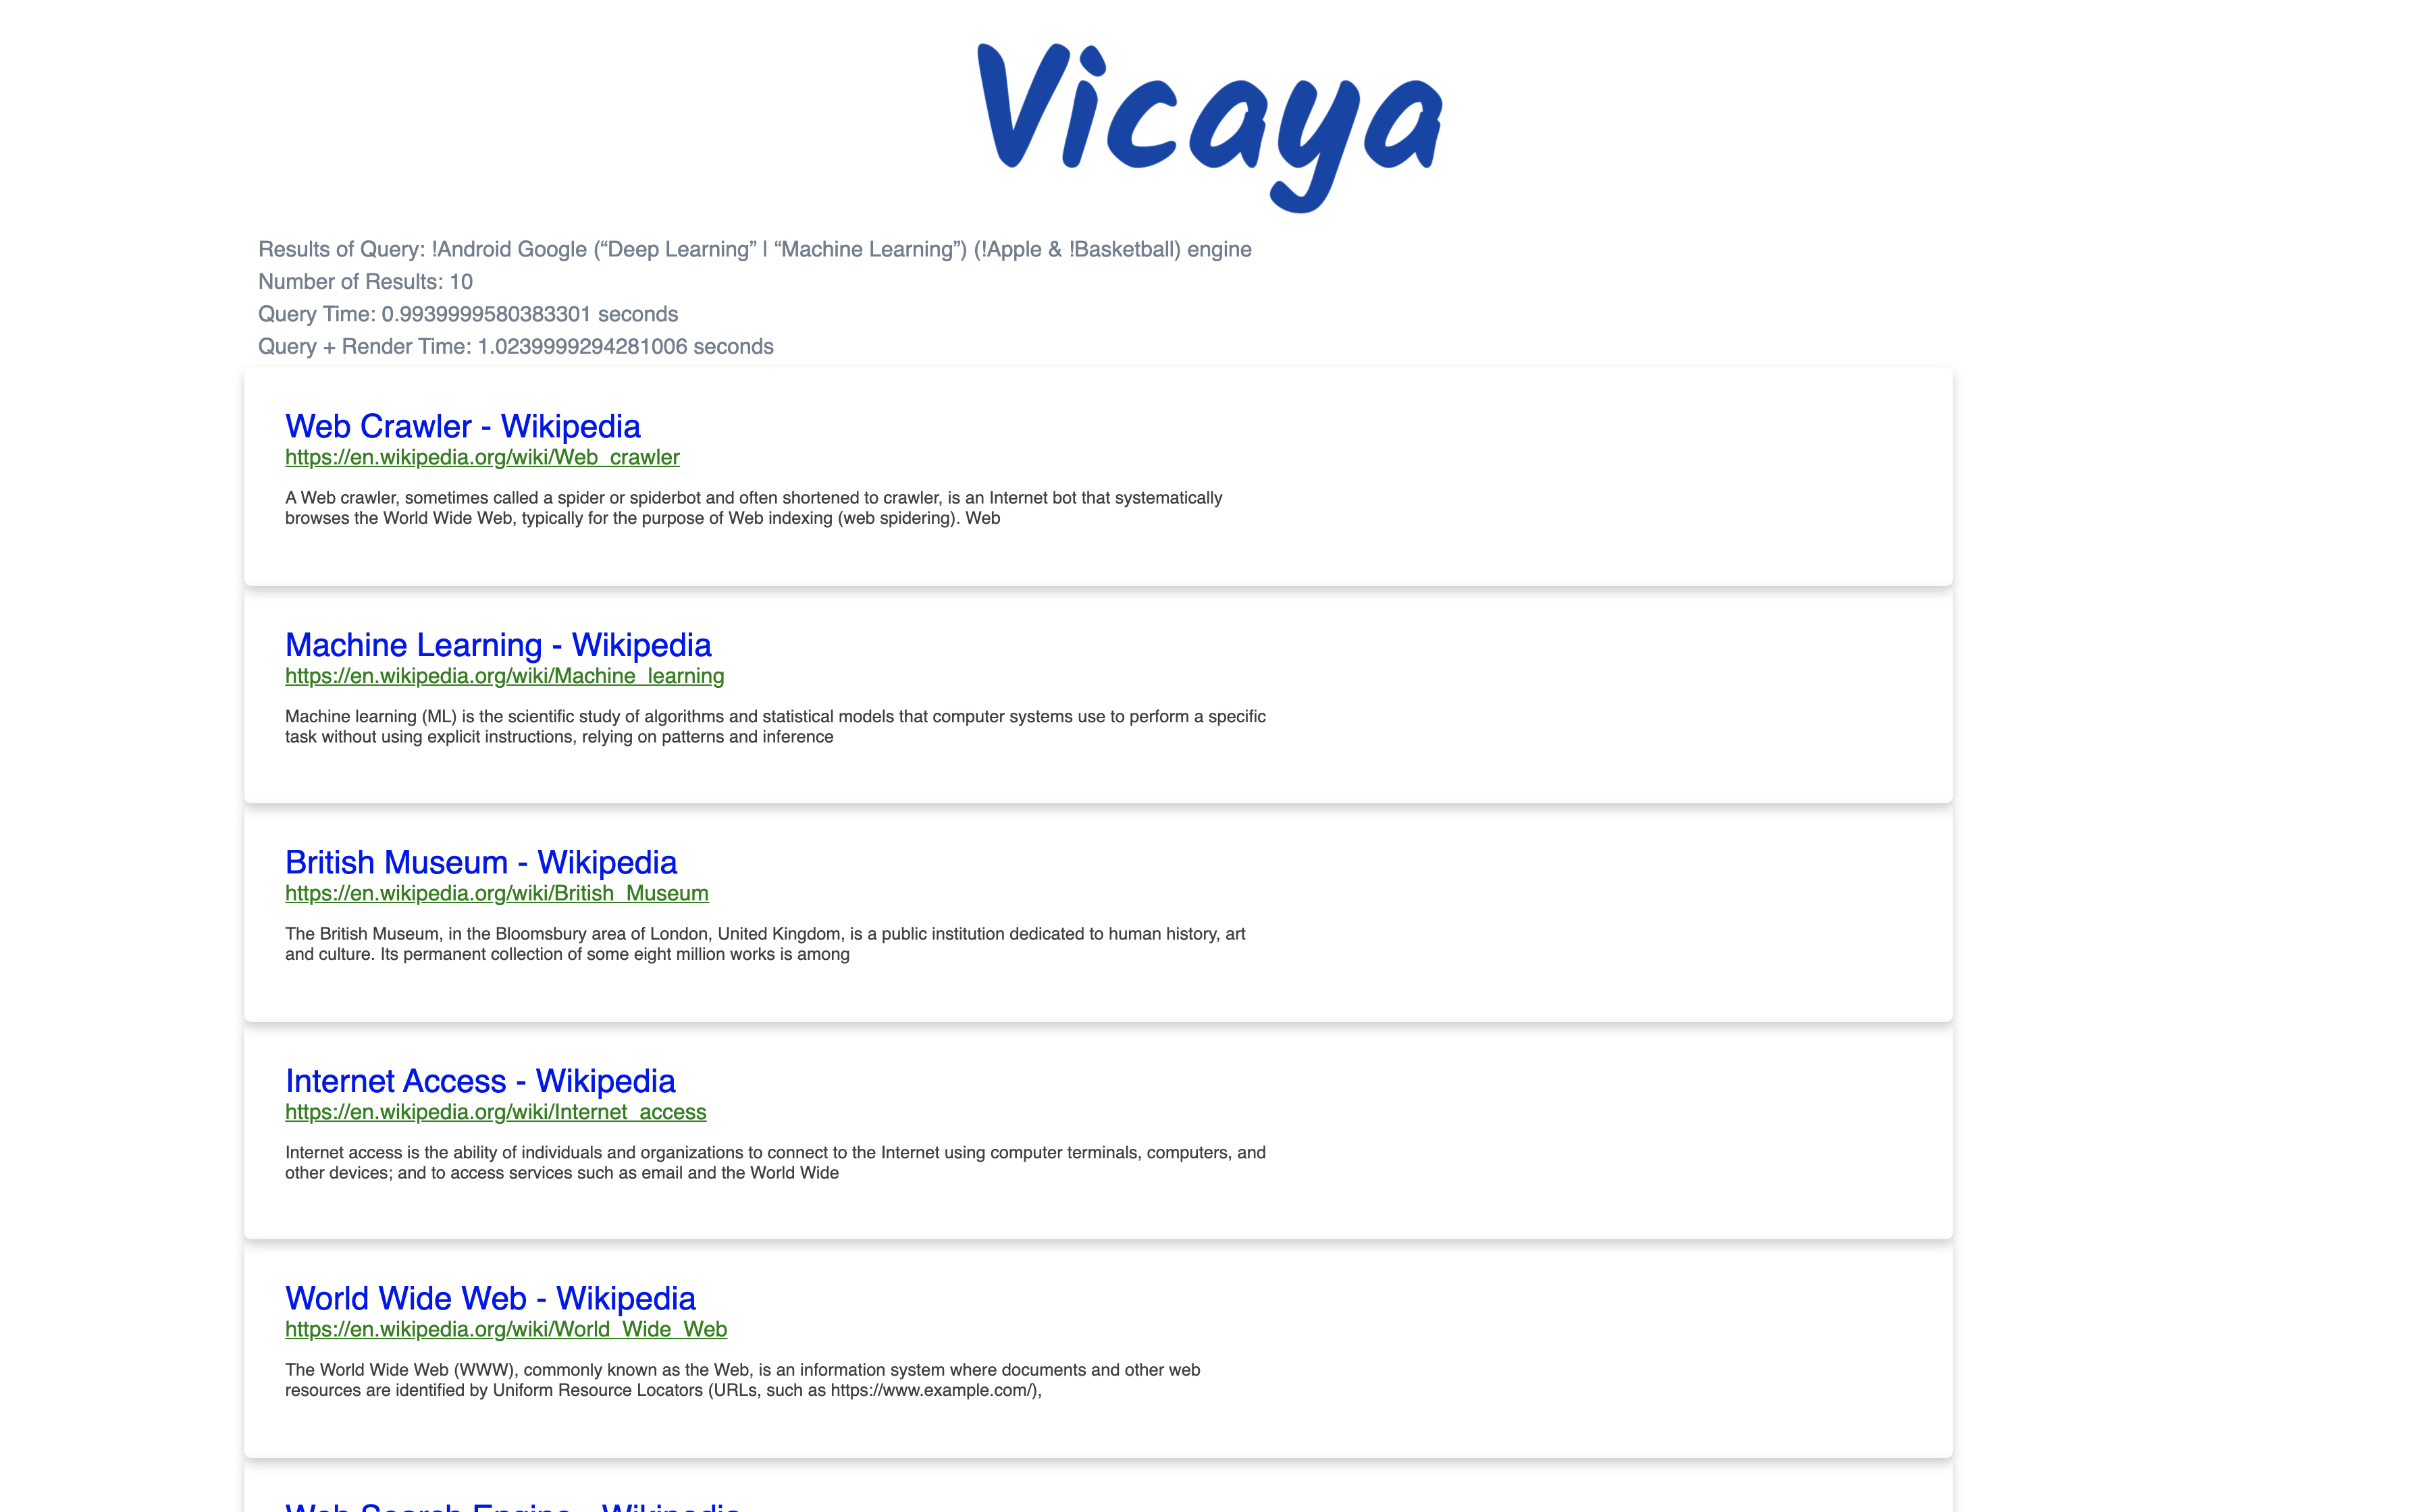 Vicaya
Results of Query: !Android Google (“Deep Learning” | “Machine Learning”) (!Apple & !Basketball) engine
Number of Results: 10
Query Time: 0.9939999580383301 seconds
Query + Render Time: 1.0239999294281006 seconds
Web Crawler - Wikipedia
https://en.wikipedia.org/wiki/Web_crawler
A Web crawler, sometimes called a spider or spiderbot and often shortened to crawler, is an Internet bot that systematically
browses the World Wide Web, typically for the purpose of Web indexing (web spidering). Web
Machine Learning - Wikipedia
https://en.wikipedia.org/wiki/Machine_learning
Machine learning (ML) is the scientific study of algorithms and statistical models that computer systems use to perform a specific
task without using explicit instructions, relying on patterns and inference
British Museum - Wikipedia
https://en.wikipedia.org/wiki/British_Museum
The British Museum, in the Bloomsbury area of London, United Kingdom, is a public institution dedicated to human history, art
and culture. Its permanent collection of some eight million works is among
Internet Access - Wikipedia
https://en.wikipedia.org/wiki/Internet_access
Internet access is the ability of individuals and organizations to connect to the Internet using computer terminals, computers, and
other devices; and to access services such as email and the World Wide
World Wide Web - Wikipedia
https://en.wikipedia.org/wiki/World_Wide_Web
The World Wide Web (WWW), commonly known as the Web, is an information system where documents and other web
resources are identified by Uniform Resource Locators (URLs, such as https://www.example.com/),
Web Search Engine - Wikipedia